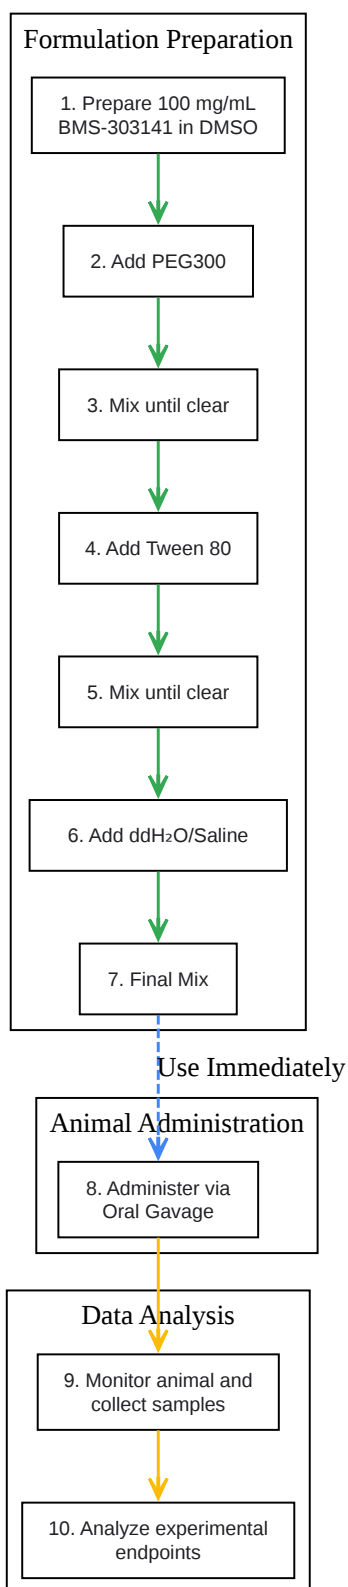 Formulation Preparation
1. Prepare 100 mg/mL
BMS-303141 in DMSO
2. Add PEG300
3. Mix until clear
4. Add Tween 80
5. Mix until clear
6. Add ddH₂O/Saline
7. Final Mix
Use Immediately
Animal Administration
8. Administer via
Oral Gavage
Data Analysis
9. Monitor animal and
collect samples
10. Analyze experimental
endpoints